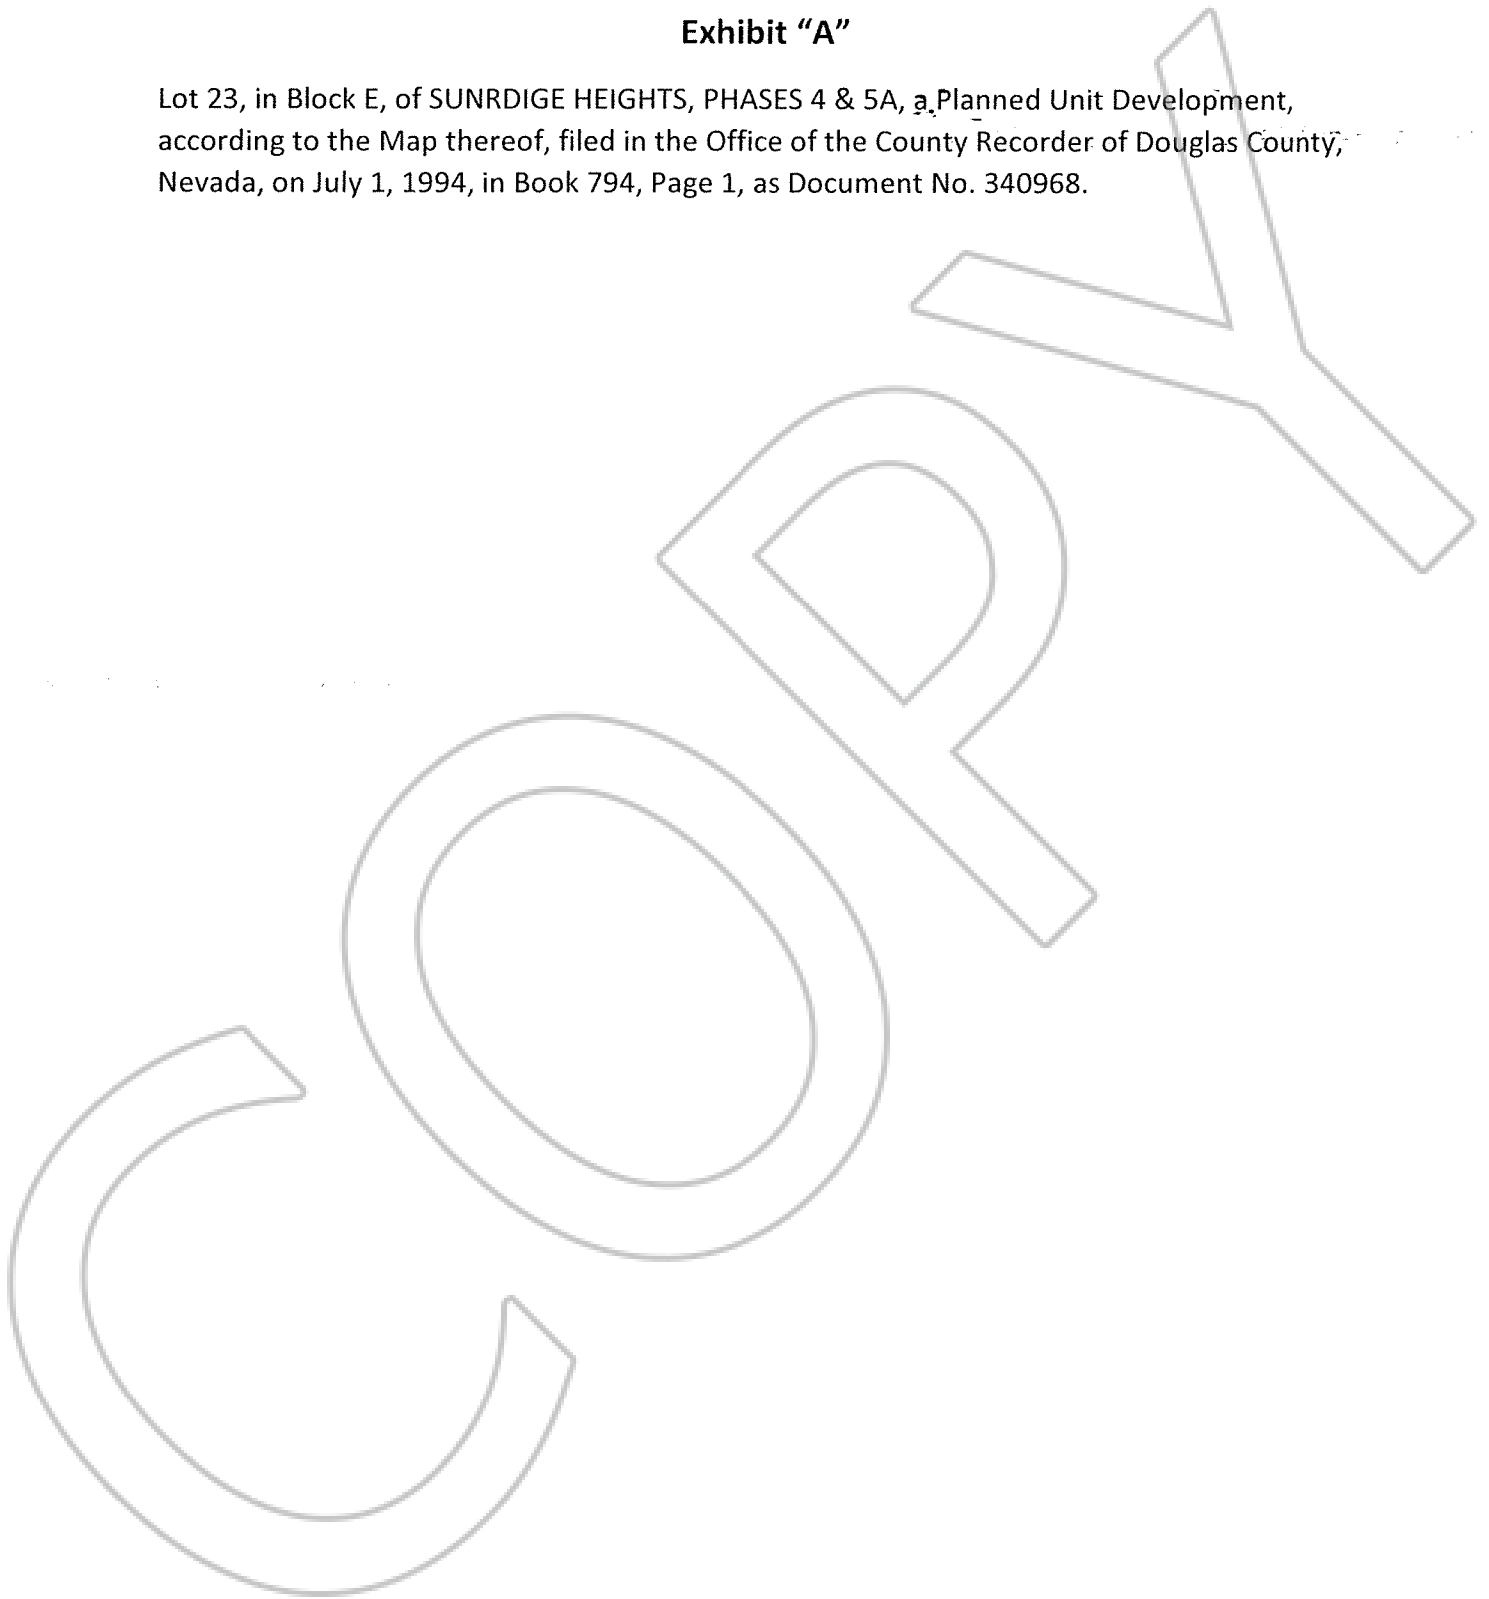 Exhibit “A”
Lot 23, in Block E, of SUNRDIGE HEIGHTS, PHASES 4 & 5A, a Planned Unit Development,
according to the Map thereof, filed in the Office of the County Recorder of Douglas County,
Nevada, on July 1, 1994, in Book 794, Page 1, as Document No. 340968.
COPY